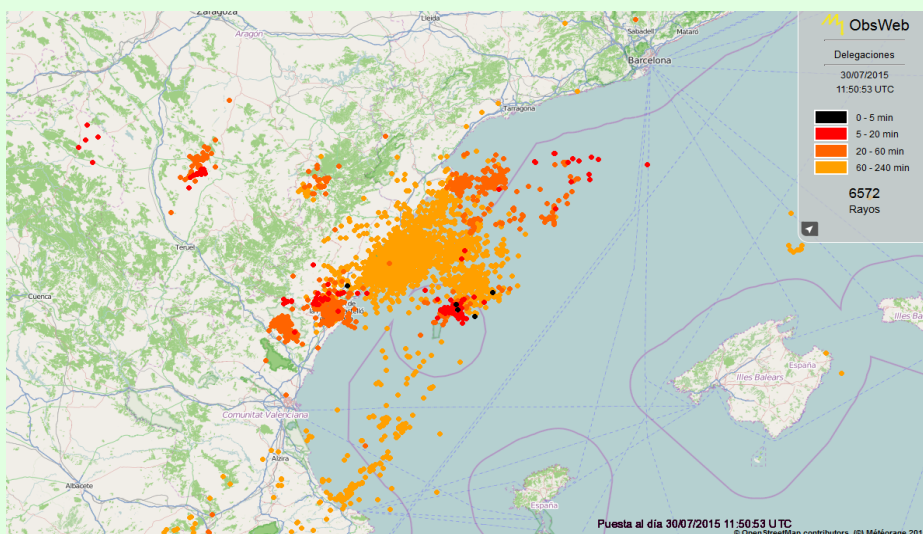 ObsWeb
Delegaciones
30/07/2015
11:50:53 UTC
0 - 5 min
5 - 20 min
20 - 60 min
60 - 240 min
6572
Rayos
Zaragoza
Aragón
Lleida
Sabadell
Mataró
Barcelona
Tarragona
Teruel
Cuenca
Comunitat Valenciana
Alzira
Albacete
Illes Balears
España
España
Puesta al día 30/07/2015 11:50:53 UTC
© OpenStreetMap contributors, (C) Météorage 201